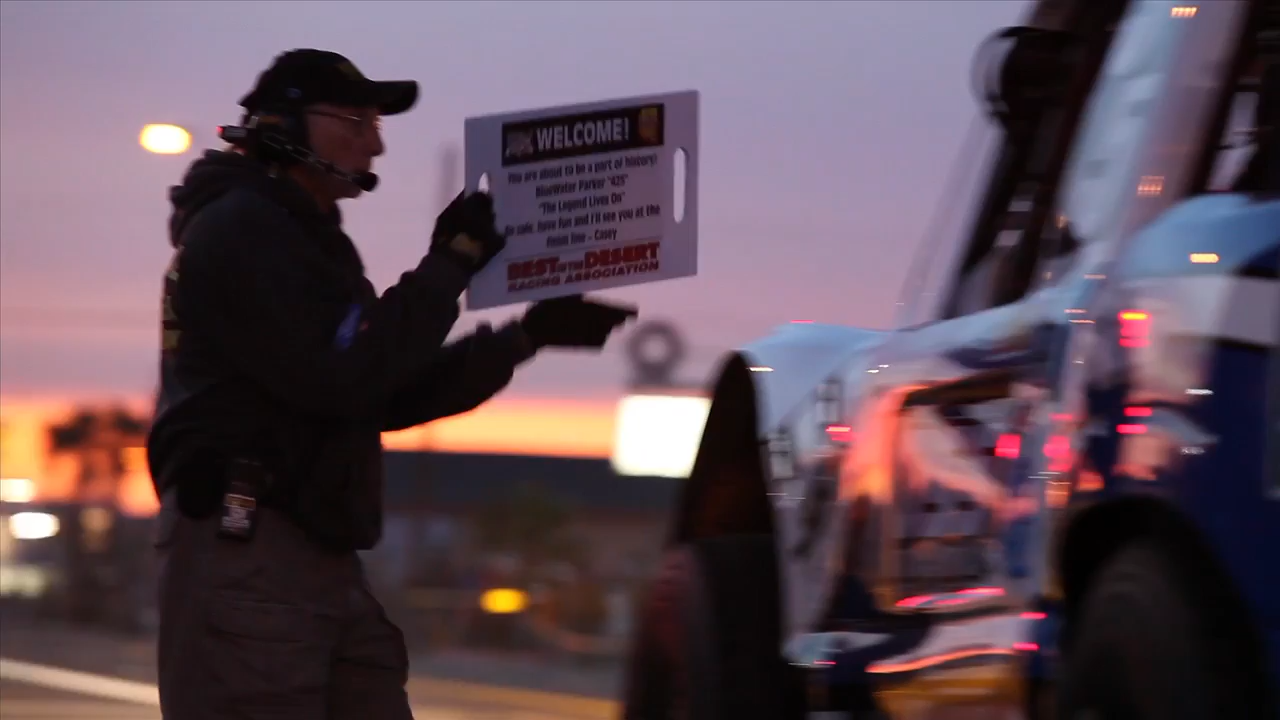 WELCOME!
You are about to be a part of history!
BlueWater Parker "425"
"The Legend Lives On"
Be safe, have fun and I'll see you at the
finish line - Casey
BEST IN THE DESERT
RACING ASSOCIATION